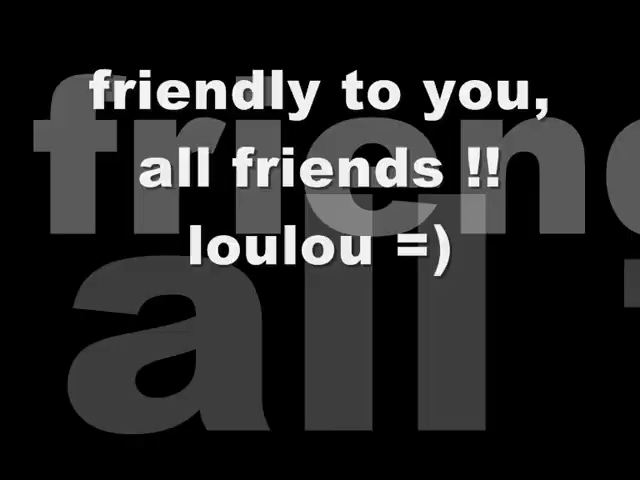 friendly to you,
all friends !!
loulou =)